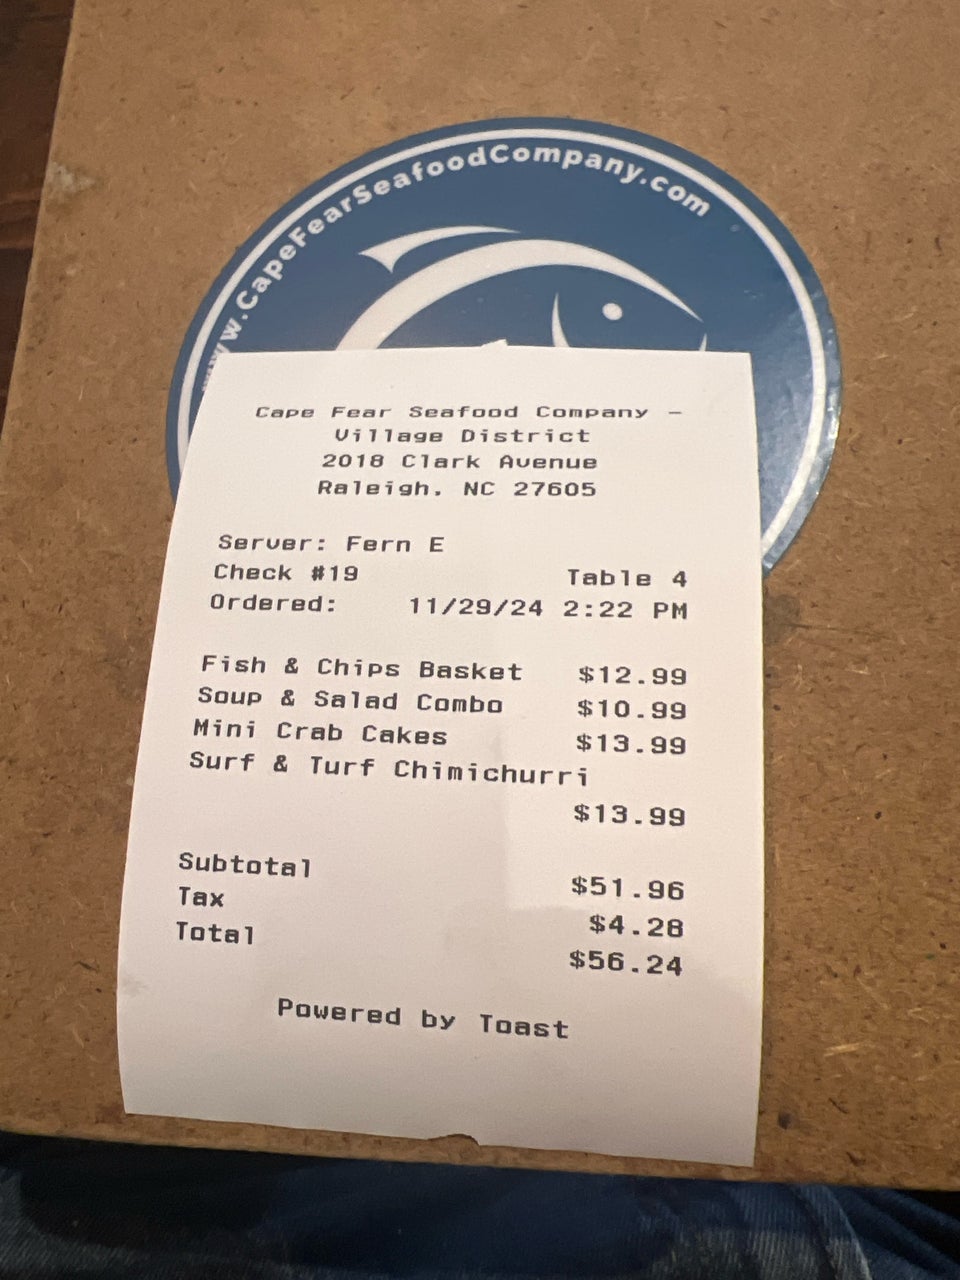 www.CapeFearSeafoodCompany.com
Cape Fear Seafood Company -
Village District
2018 Clark Avenue
Raleigh, NC 27605
Server: Fern E
Check #19 Table 4
Ordered: 11/29/24 2:22 PM
Fish & Chips Basket $12.99
Soup & Salad Combo $10.99
Mini Crab Cakes $13.99
Surf & Turf Chimichurri
$13.99
Subtotal $51.96
Tax $4.28
Total $56.24
Powered by Toast